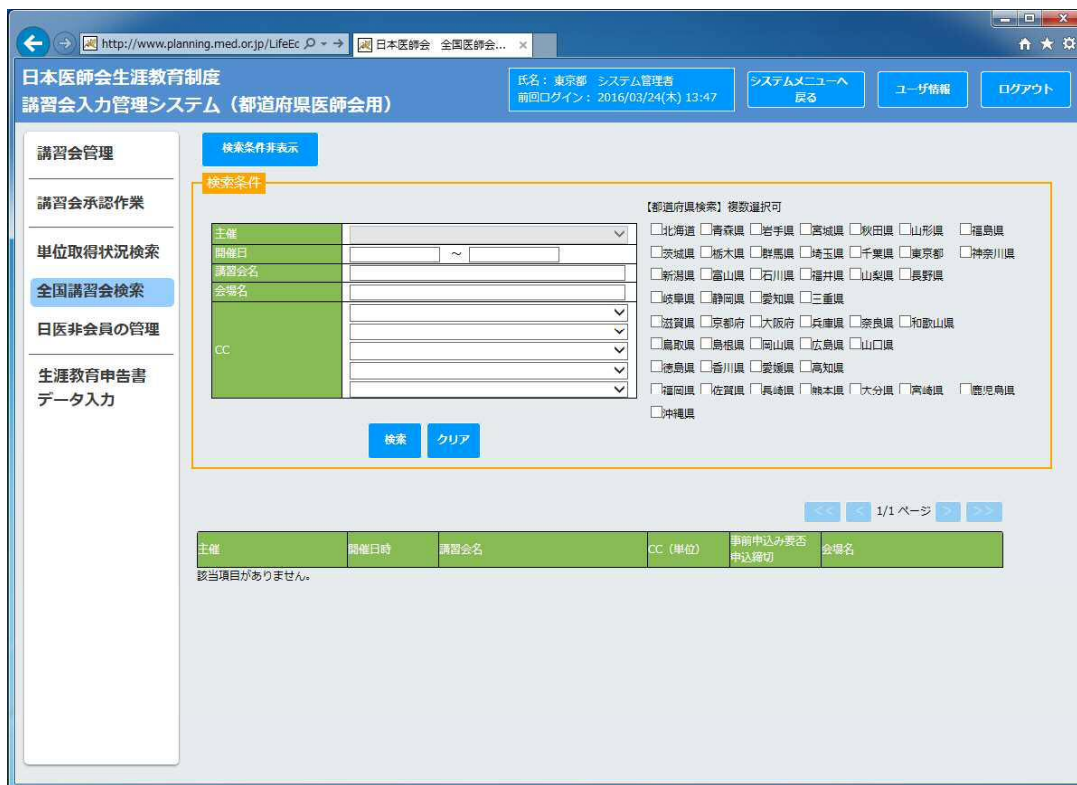 http://www.planning.med.or.jp/LifeEc
日本医師会　全国医師会...
日本医師会生涯教育制度
講習会入力管理システム（都道府県医師会用）
氏名： 東京都　システム管理者
前回ログイン： 2016/03/24(木) 13:47
システムメニューへ
戻る
ユーザ情報
ログアウト
講習会管理
講習会承認作業
単位取得状況検索
全国講習会検索
日医非会員の管理
生涯教育申告書
データ入力
検索条件非表示
検索条件
主催
開催日
～
講習会名
会場名
CC
【都道府県検索】複数選択可
北海道 青森県 岩手県 宮城県 秋田県 山形県 福島県
茨城県 栃木県 群馬県 埼玉県 千葉県 東京都 神奈川県
新潟県 富山県 石川県 福井県 山梨県 長野県
岐阜県 静岡県 愛知県 三重県
滋賀県 京都府 大阪府 兵庫県 奈良県 和歌山県
鳥取県 島根県 岡山県 広島県 山口県
徳島県 香川県 愛媛県 高知県
福岡県 佐賀県 長崎県 熊本県 大分県 宮崎県 鹿児島県
沖縄県
検索
クリア
<< < 1/1 ページ > >>
主催
開催日時
講習会名
CC（単位）
事前申込み要否
申込締切
会場名
該当項目がありません。